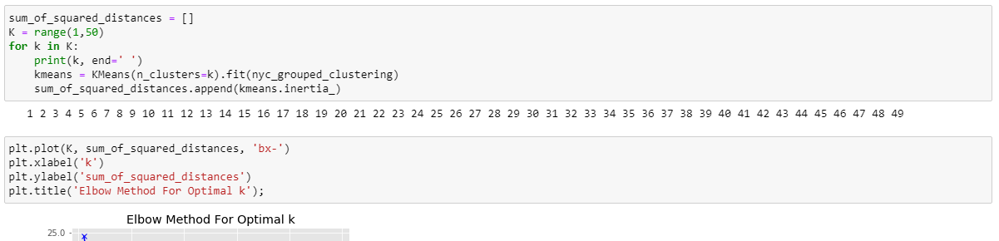 sum_of_squared_distances = []
K = range(1,50)
for k in K:
    print(k, end=' ')
    kmeans = KMeans(n_clusters=k).fit(nyc_grouped_clustering)
    sum_of_squared_distances.append(kmeans.inertia_)
1 2 3 4 5 6 7 8 9 10 11 12 13 14 15 16 17 18 19 20 21 22 23 24 25 26 27 28 29 30 31 32 33 34 35 36 37 38 39 40 41 42 43 44 45 46 47 48 49
plt.plot(K, sum_of_squared_distances, 'bx-')
plt.xlabel('k')
plt.ylabel('sum_of_squared_distances')
plt.title('Elbow Method For Optimal k');
Elbow Method For Optimal k
25.0